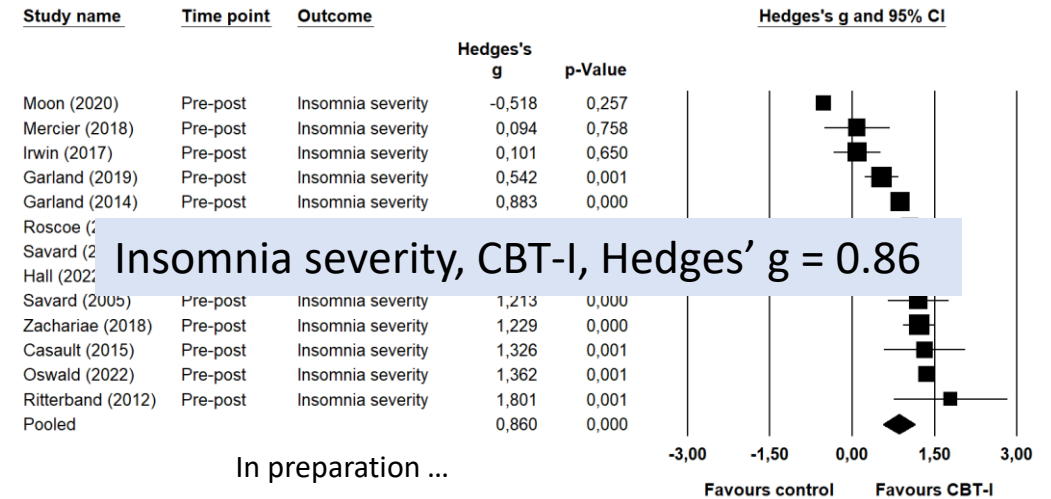 Study name Time point Outcome Hedges's g and 95% CI
Hedges's g p-Value
Moon (2020) Pre-post Insomnia severity -0,518 0,257
Mercier (2018) Pre-post Insomnia severity 0,094 0,758
Irwin (2017) Pre-post Insomnia severity 0,101 0,650
Garland (2019) Pre-post Insomnia severity 0,542 0,001
Garland (2014) Pre-post Insomnia severity 0,883 0,000
Roscoe (2
Savard (2
Hall (2022
Insomnia severity, CBT-I, Hedges’ g = 0.86
Savard (2005) Pre-post Insomnia severity 1,213 0,000
Zachariae (2018) Pre-post Insomnia severity 1,229 0,000
Casault (2015) Pre-post Insomnia severity 1,326 0,001
Oswald (2022) Pre-post Insomnia severity 1,362 0,001
Ritterband (2012) Pre-post Insomnia severity 1,801 0,001
Pooled 0,860 0,000
-3,00 -1,50 0,00 1,50 3,00
In preparation …
Favours control Favours CBT-I